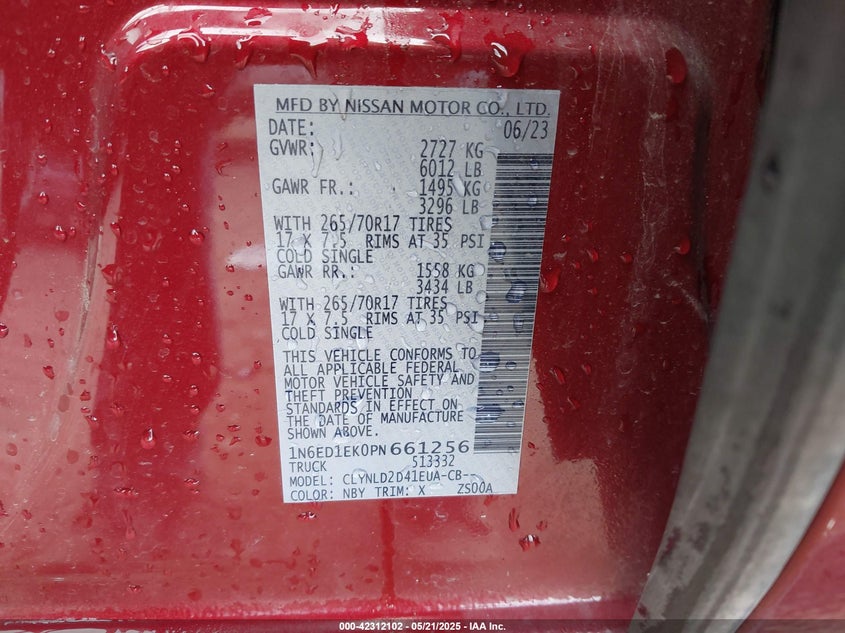 MFD BY NISSAN MOTOR CO., LTD.
DATE: 06/23
GVWR: 2727 KG
6012 LB
GAWR FR.: 1495 KG
3296 LB
WITH 265/70R17 TIRES
17 X 7.5 RIMS AT 35 PSI
COLD SINGLE
GAWR RR.: 1558 KG
3434 LB
WITH 265/70R17 TIRES
17 X 7.5 RIMS AT 35 PSI
COLD SINGLE
THIS VEHICLE CONFORMS TO
ALL APPLICABLE FEDERAL
MOTOR VEHICLE SAFETY AND
THEFT PREVENTION
STANDARDS IN EFFECT ON
THE DATE OF MANUFACTURE
SHOWN ABOVE.
1N6ED1EK0PN661256
TRUCK 513332
MODEL: CLYNLD2D41EUA-CB--
COLOR: NBY TRIM: X ZS00A
000-42312102 - 05/21/2025 - IAA Inc.